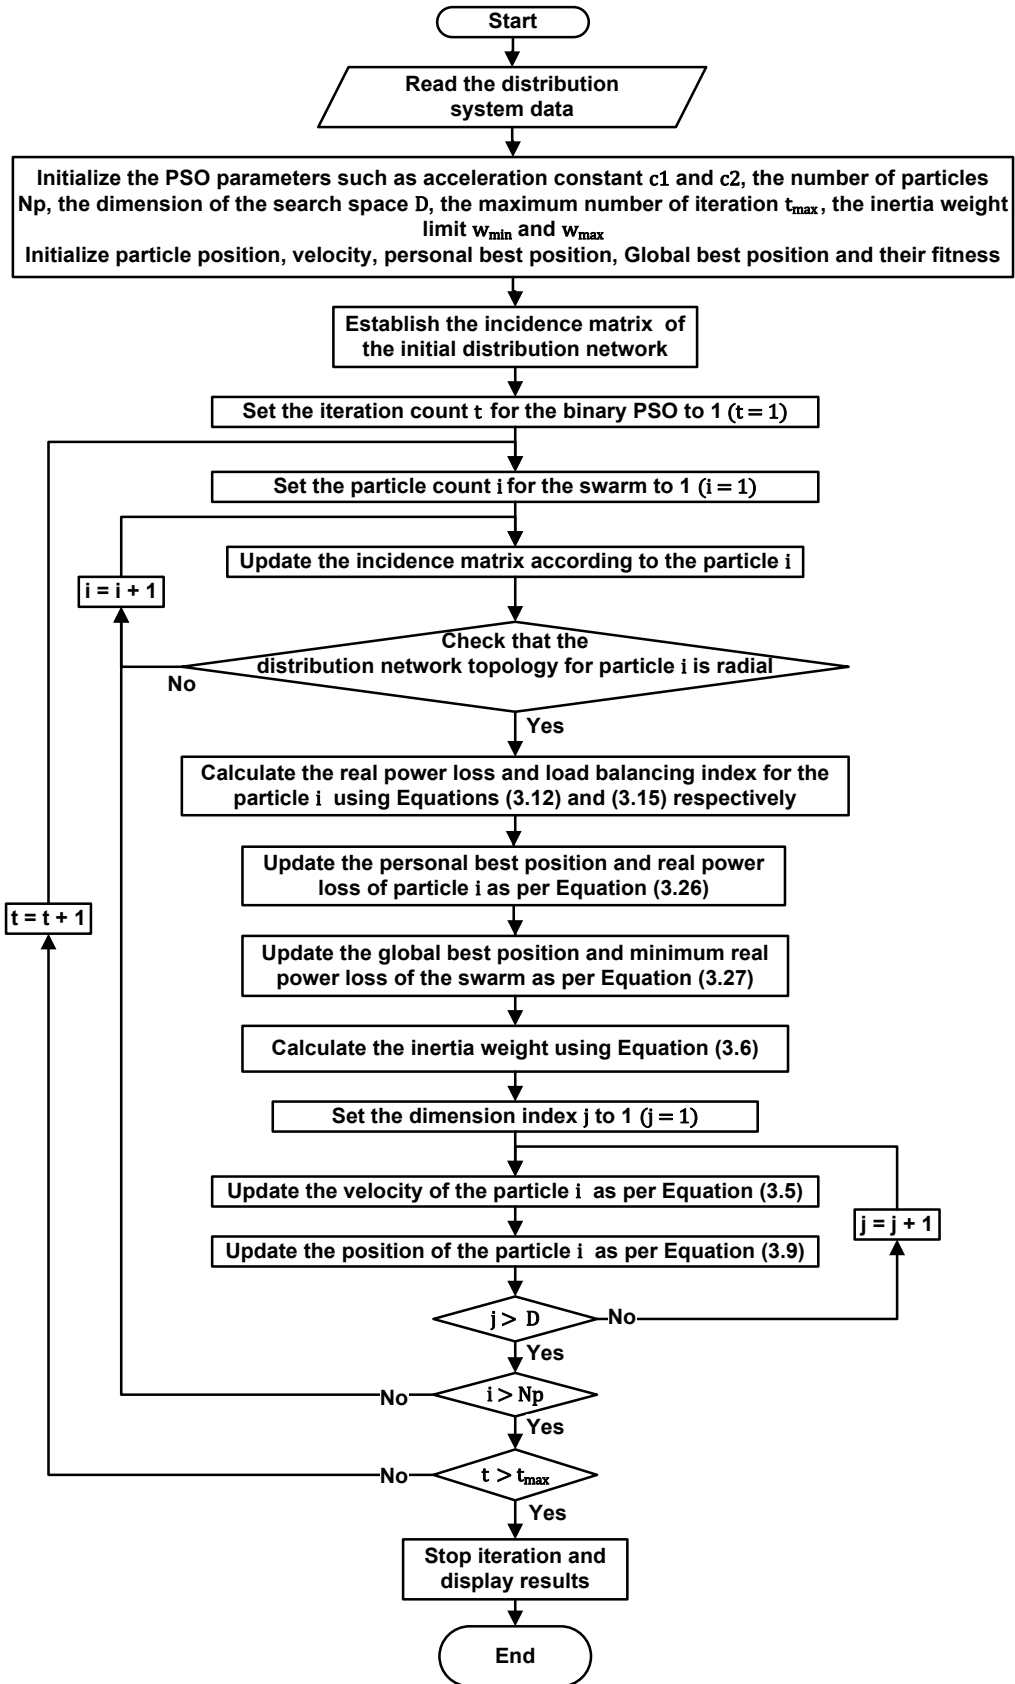 Start
Read the distribution
system data
Initialize the PSO parameters such as acceleration constant c1 and c2, the number of particles
Np, the dimension of the search space D, the maximum number of iteration tmax, the inertia weight
limit wmin and wmax
Initialize particle position, velocity, personal best position, Global best position and their fitness
Establish the incidence matrix of
the initial distribution network
Set the iteration count t for the binary PSO to 1 (t = 1)
Set the particle count i for the swarm to 1 (i = 1)
Update the incidence matrix according to the particle i
i = i + 1
Check that the
distribution network topology for particle i is radial
No
Yes
Calculate the real power loss and load balancing index for the
particle i using Equations (3.12) and (3.15) respectively
Update the personal best position and real power
loss of particle i as per Equation (3.26)
t = t + 1
Update the global best position and minimum real
power loss of the swarm as per Equation (3.27)
Calculate the inertia weight using Equation (3.6)
Set the dimension index j to 1 (j = 1)
Update the velocity of the particle i as per Equation (3.5)
j = j + 1
Update the position of the particle i as per Equation (3.9)
j > D
No
Yes
No
i > Np
Yes
No
t > tmax
Yes
Stop iteration and
display results
End